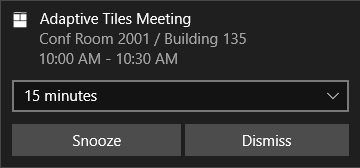 Adaptive Tiles Meeting
Conf Room 2001 / Building 135
10:00 AM - 10:30 AM
15 minutes
Snooze
Dismiss